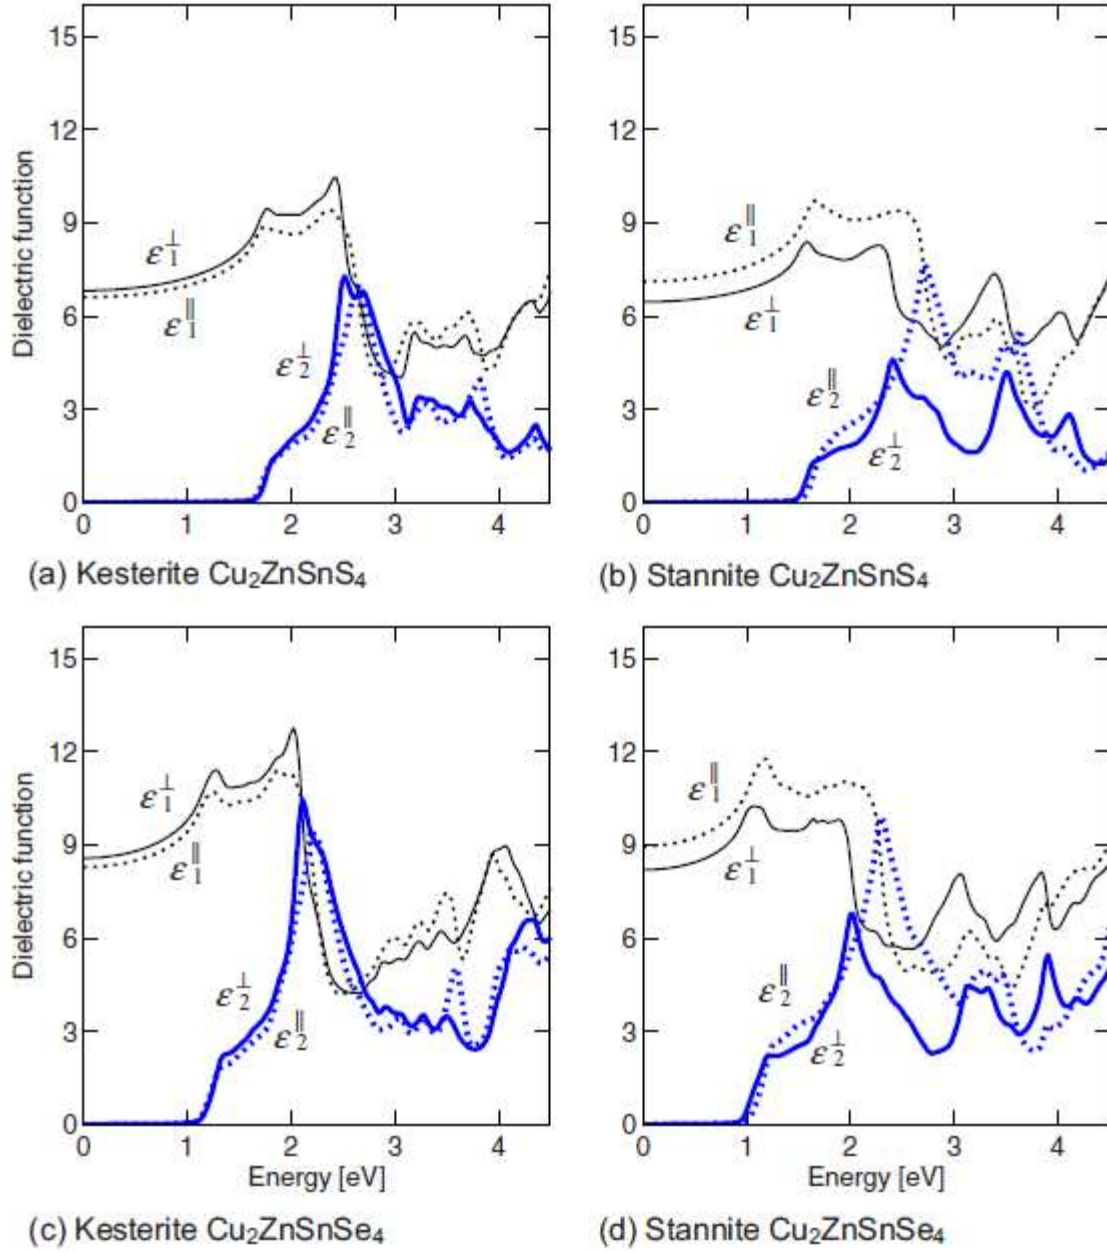 15
12
9
6
3
0
Dielectric function
ε₁^⊥
ε₁^∥
ε₂^⊥
ε₂^∥
0 1 2 3 4
(a) Kesterite Cu₂ZnSnS₄
15
12
9
6
3
0
ε₁^∥
ε₁^⊥
ε₂^∥
ε₂^⊥
0 1 2 3 4
(b) Stannite Cu₂ZnSnS₄
15
12
9
6
3
0
Dielectric function
ε₁^⊥
ε₁^∥
ε₂^⊥
ε₂^∥
0 1 2 3 4
Energy [eV]
(c) Kesterite Cu₂ZnSnSe₄
15
12
9
6
3
0
ε₁^∥
ε₁^⊥
ε₂^∥
ε₂^⊥
0 1 2 3 4
Energy [eV]
(d) Stannite Cu₂ZnSnSe₄